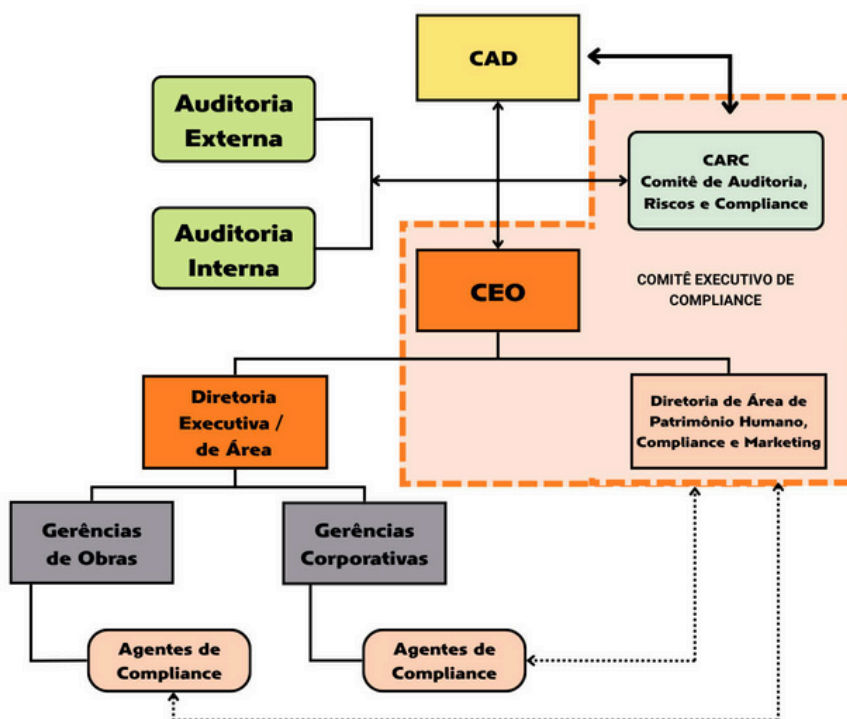 CAD
Auditoria
Externa
CARC
Comitê de Auditoria,
Riscos e Compliance
Auditoria
Interna
CEO
COMITÊ EXECUTIVO DE
COMPLIANCE
Diretoria
Executiva /
de Área
Diretoria de Área de
Patrimônio Humano,
Compliance e Marketing
Gerências
de Obras
Gerências
Corporativas
Agentes de
Compliance
Agentes de
Compliance